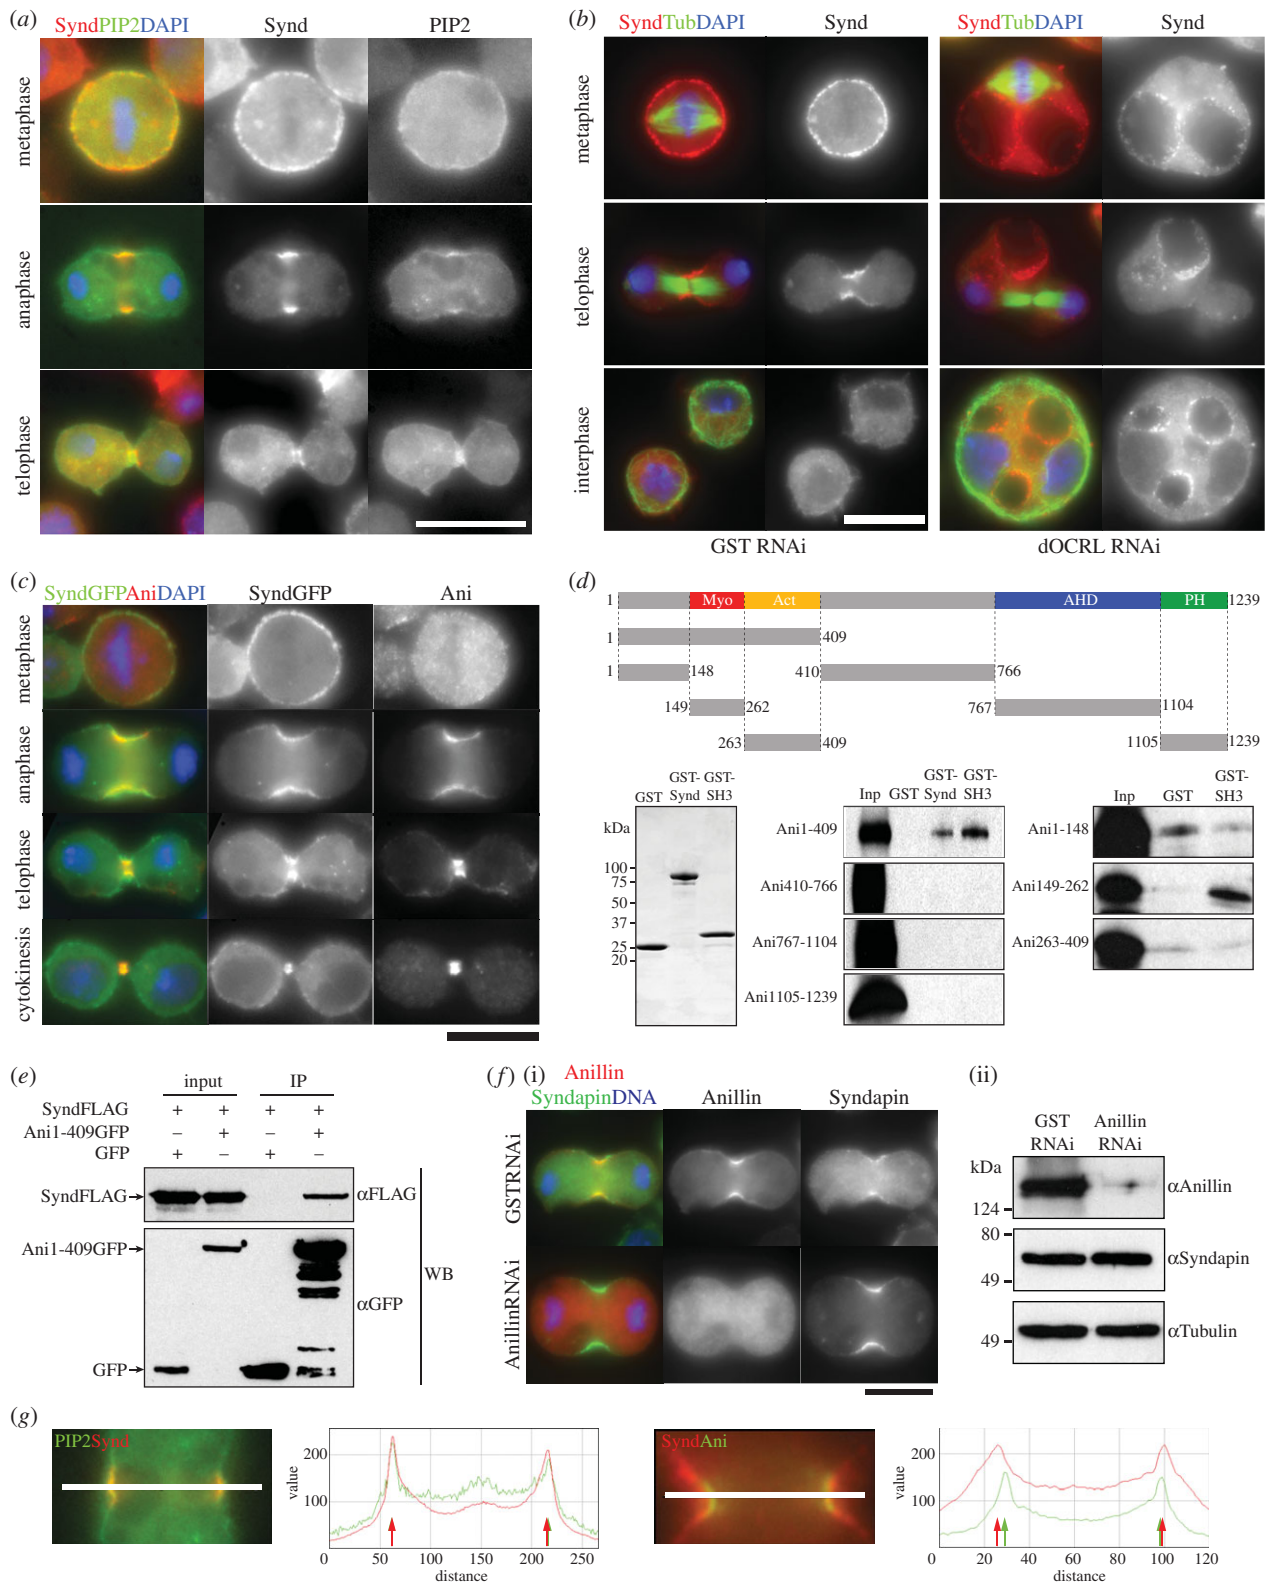 (a)
SyndPIP2DAPI Synd PIP2
metaphase
anaphase
telophase
(b)
SyndTubDAPI Synd SyndTubDAPI Synd
metaphase
telophase
interphase
GST RNAi dOCRL RNAi
(c)
SyndGFPAniDAPI SyndGFP Ani
metaphase
anaphase
telophase
cytokinesis
(d)
1 Myo Act AHD PH 1239
1 409
1 148 410 766
149 262 767 1104
263 409 1105 1239
GST GST-Synd GST-SH3
kDa
100
75
50
37
25
20
Inp GST GST-Synd GST-SH3
Ani1-409
Ani410-766
Ani767-1104
Ani1105-1239
Inp GST GST-SH3
Ani1-148
Ani149-262
Ani263-409
(e)
input IP
SyndFLAG + + + +
Ani1-409GFP – + – +
GFP + – + –
SyndFLAG αFLAG
Ani1-409GFP
αGFP
GFP
WB
(f) (i)
Anillin
SyndapinDNA Anillin Syndapin
GSTRNAi
AnillinRNAi
(ii)
GST RNAi Anillin RNAi
kDa
124 αAnillin
80
49 αSyndapin
49 αTubulin
(g)
PIP2Synd
value
200
100
0 50 100 150 200 250
distance
SyndAni
value
200
100
0 20 40 60 80 100 120
distance